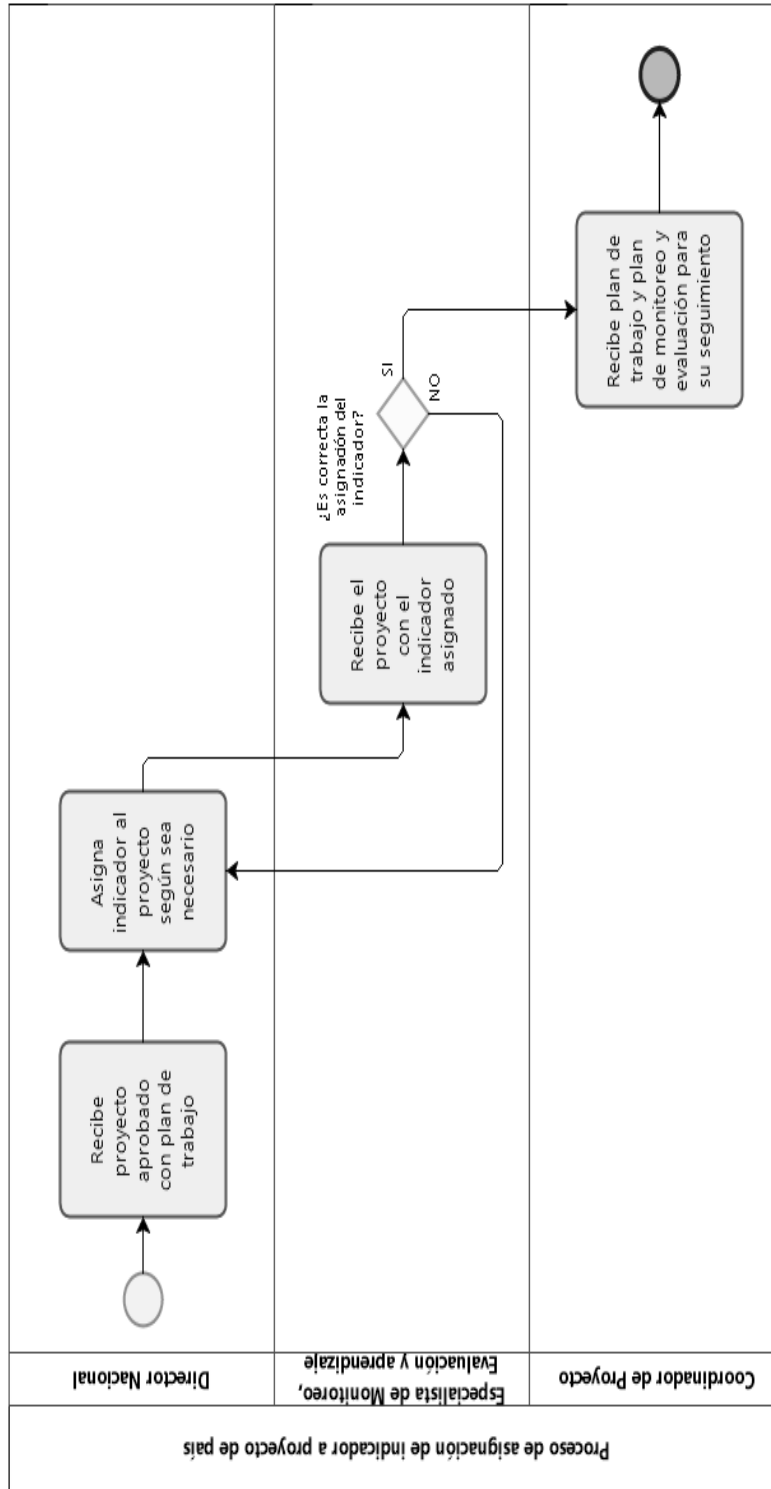 Proceso de asignación de indicador a proyecto de país
Director Nacional
Recibe
proyecto
aprobado
con plan de
trabajo
Asigna
indicador al
proyecto
según sea
necesario
Especialista de Monitoreo,
Evaluación y aprendizaje
Recibe el
proyecto
con el
indicador
asignado
¿Es correcta la
asignación del
indicador?
SI
NO
Coordinador de Proyecto
Recibe plan de
trabajo y plan
de monitoreo y
evaluación para
su seguimiento